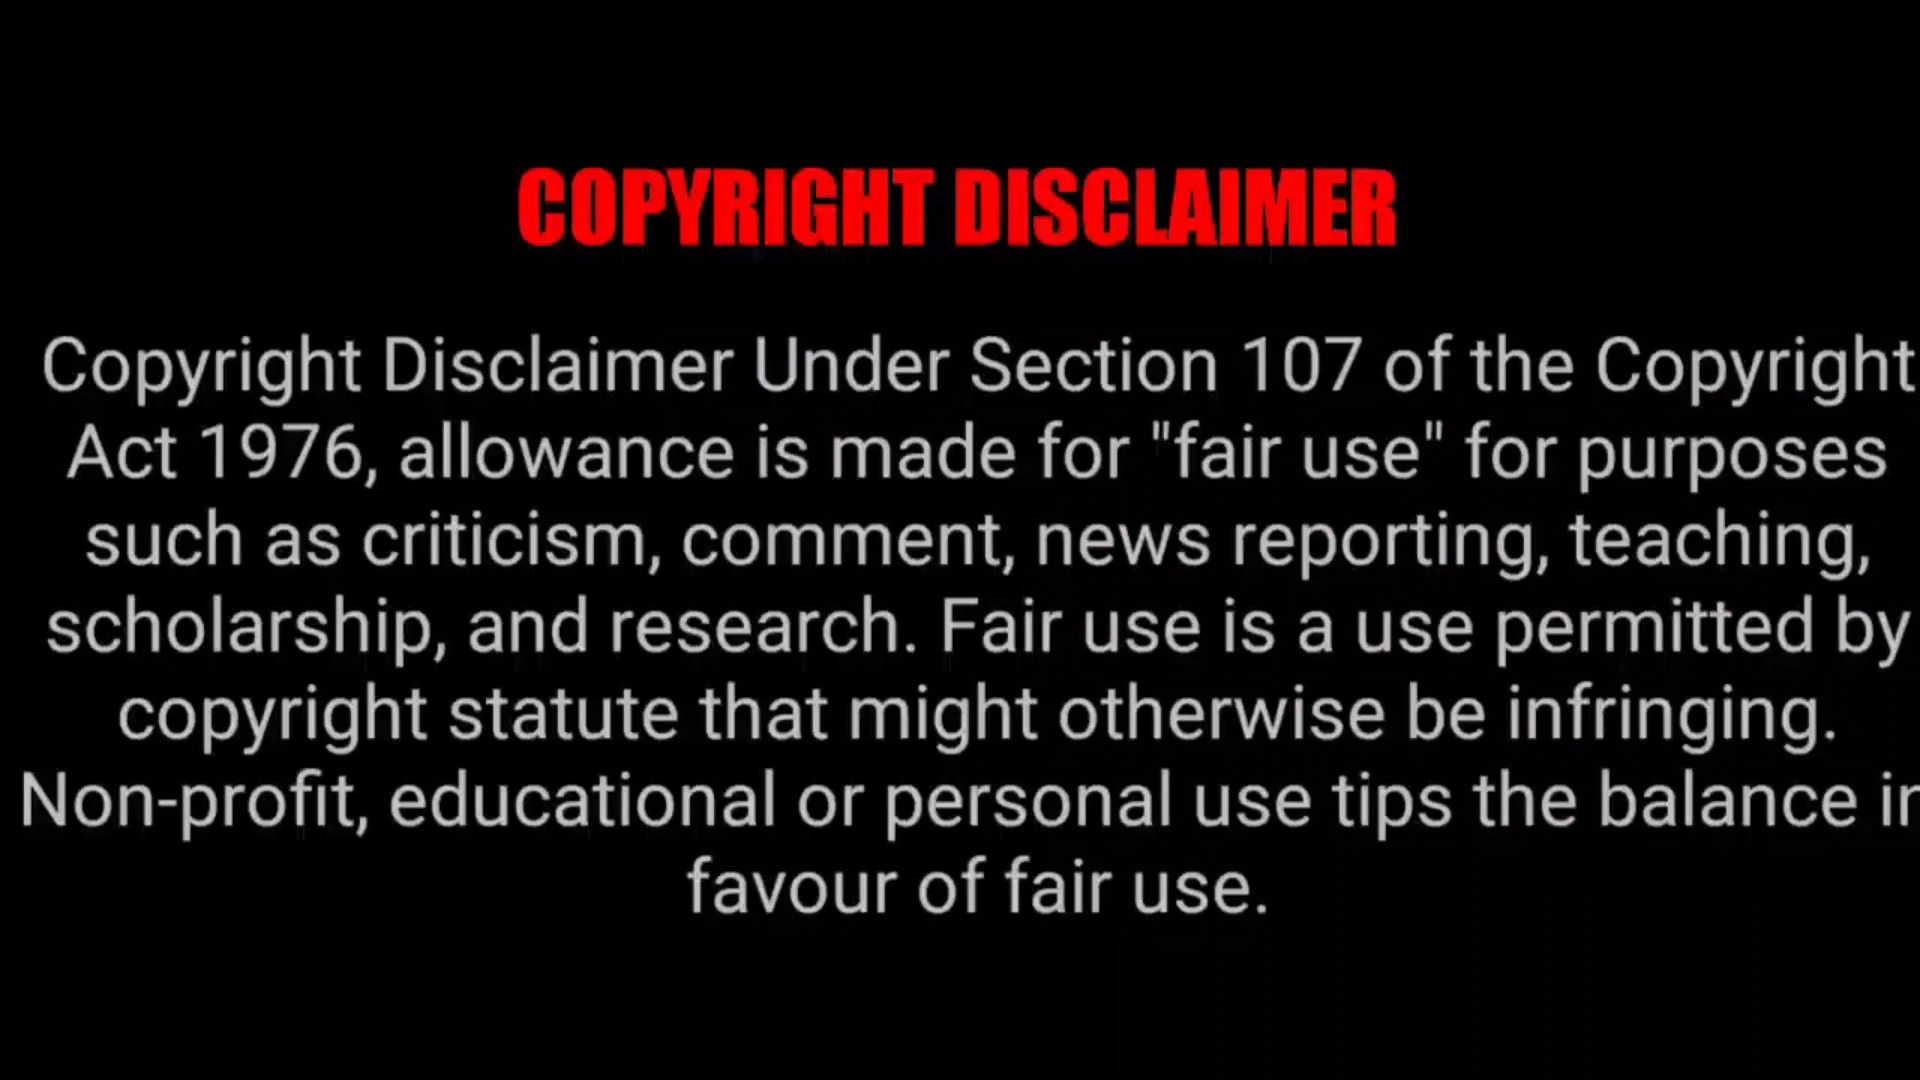 COPYRIGHT DISCLAIMER
Copyright Disclaimer Under Section 107 of the Copyright
Act 1976, allowance is made for "fair use" for purposes
such as criticism, comment, news reporting, teaching,
scholarship, and research. Fair use is a use permitted by
copyright statute that might otherwise be infringing.
Non-profit, educational or personal use tips the balance in
favour of fair use.